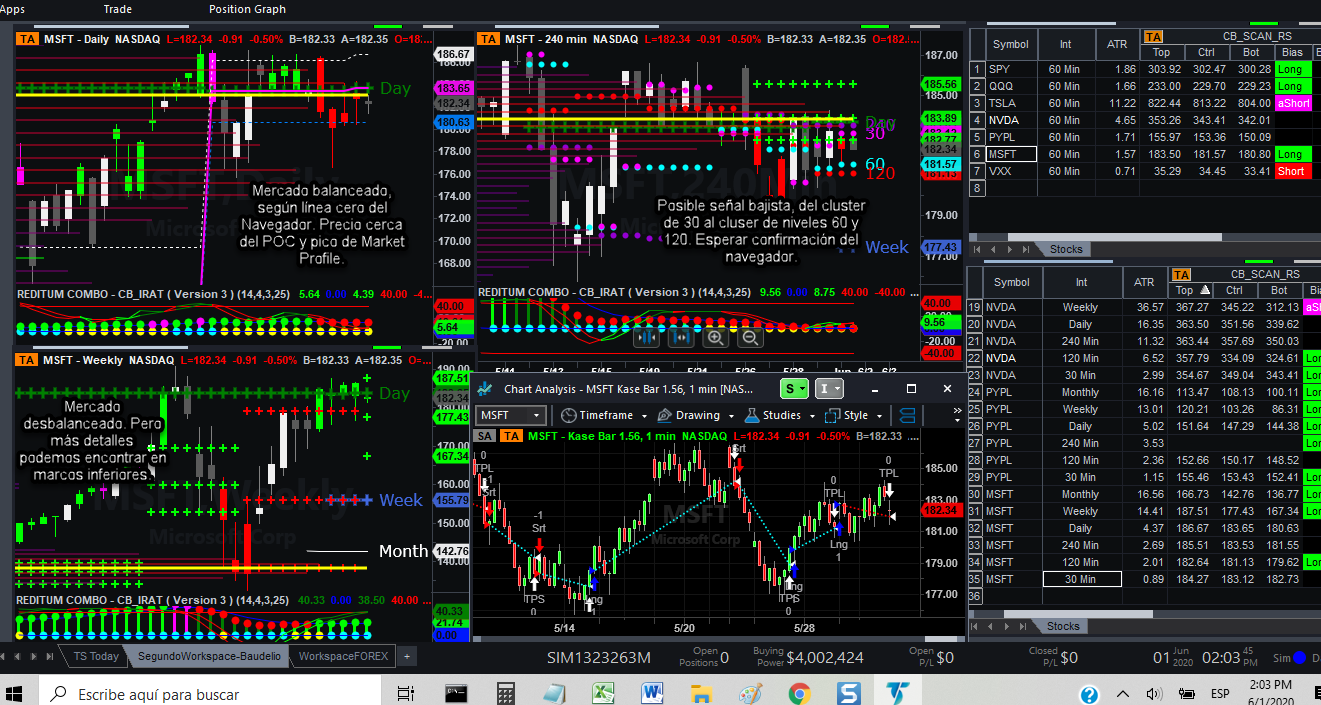 Apps Trade Position Graph
TA MSFT - Daily NASDAQ L=182.34 -0.91 -0.50% B=182.33 A=182.35 O=18...
186.67
186.00
183.65
182.34
180.63
180.00
178.00
176.00
174.00
172.00
170.00
168.00
Day
Mercado balanceado,
según línea cero del
Navegador. Precio cerca
del POC y pico de Market
Profile.
REDITUM COMBO - CB_IRAT ( Version 3 ) (14,4,3,25) 5.64 0.00 4.39 40.00 -4...
40.00
5.64
-20.00
TA MSFT - 240 min NASDAQ L=182.34 -0.91 -0.50% B=182.33 A=182.35 O=182....
187.00
185.56
185.00
183.89
182.77
182.34
181.57
181.13
179.00
177.43
177.00
Day
30
60
120
Week
Posible señal bajista, del cluster
de 30 al cluser de niveles 60 y
120. Esperar confirmación del
navegador.
REDITUM COMBO - CB_IRAT ( Version 3 ) (14,4,3,25) 9.56 0.00 8.75 40.00 -40.00 ...
40.00
9.56
-20.00
-40.00
5/11 5/13 5/15 5/19 5/21 5/26 5/28 Jun 6/2 6/3
TA MSFT - Weekly NASDAQ L=182.34 -0.91 -0.50% B=182.33 A=182.35 O...
190.00
187.51
182.34
177.43
170.00
167.34
160.00
155.79
150.00
142.76
140.00
Day
Week
Month
Mercado
desbalanceado. Pero
más detalles
podemos encontrar en
marcos inferiores.
MSFT,Weekly
Microsoft Corp
REDITUM COMBO - CB_IRAT ( Version 3 ) (14,4,3,25) 40.33 0.00 38.50 40.00 ...
40.33
21.74
0.00
Chart Analysis - MSFT Kase Bar 1.56, 1 min [NAS... S I
MSFT Timeframe Drawing Studies Style »
SA TA MSFT - Kase Bar 1.56, 1 min NASDAQ L=182.34 -0.91 -0.50% B=182.33 ....
MSFT
Microsoft Corp
185.00
183.00
182.34
181.00
179.00
177.00
0
TPL
-1
Srt
TPS
0
Lng
1
Srt
TPS
0
0
TPL
Lng
1
0
TPL
5/14 5/20 5/28
TA CB_SCAN_RS
Symbol Int ATR Top Ctrl Bot Bias
1 SPY 60 Min 1.86 303.92 302.47 300.28 Long
2 QQQ 60 Min 1.66 233.00 229.70 229.23 Long
3 TSLA 60 Min 11.22 822.44 813.22 804.00 aShort
4 NVDA 60 Min 4.65 353.26 343.41 342.01
5 PYPL 60 Min 1.71 155.97 153.36 150.09
6 MSFT 60 Min 1.57 183.50 181.57 180.80 Long
7 VXX 60 Min 0.71 35.29 34.45 33.41 Short
8
Stocks
TA CB_SCAN_RS
Symbol Int ATR Top Ctrl Bot
19 NVDA Weekly 36.57 367.27 345.22 312.13
20 NVDA Daily 16.35 363.50 351.56 339.62
21 NVDA 240 Min 11.32 363.44 357.69 350.03
22 NVDA 120 Min 6.52 357.79 334.09 324.61
23 NVDA 30 Min 2.99 354.67 349.04 343.41
24 PYPL Monthly 16.16 113.47 108.13 100.11
25 PYPL Weekly 13.01 120.21 103.26 86.31
26 PYPL Daily 5.02 151.64 147.29 144.38
27 PYPL 240 Min 3.53
28 PYPL 120 Min 2.36 152.66 150.17 148.52
29 PYPL 30 Min 1.15 155.46 153.43 152.41
30 MSFT Monthly 16.56 166.73 142.76 136.77
31 MSFT Weekly 14.41 187.51 177.43 167.34
32 MSFT Daily 4.37 186.67 183.65 180.63
33 MSFT 240 Min 2.69 185.51 183.53 181.55
34 MSFT 120 Min 2.01 182.64 181.13 179.62
35 MSFT 30 Min 0.89 184.27 183.12 182.73
36
Stocks
TS Today SegundoWorkspace-Baudelio WorkspaceFOREX +
SIM1323263M Open Positions 0 Buying Power $4,002,424 Open P/L $0 Closed P/L $0 01 Jun 2020 02:03 45 PM Sim
Escribe aquí para buscar
ESP
2:03 PM
6/1/2020